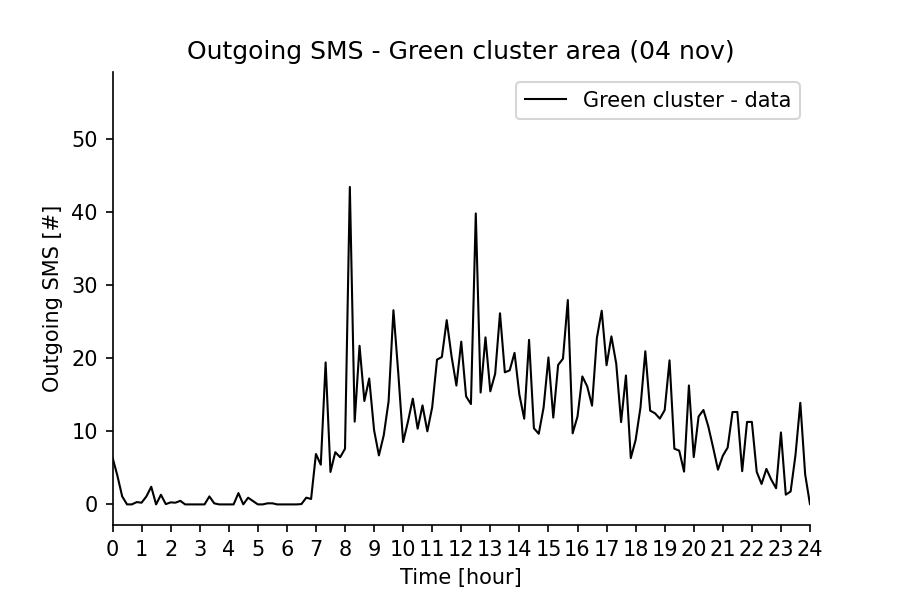 Outgoing SMS - Green cluster area (04 nov)
Green cluster - data
Outgoing SMS [#]
50
40
30
20
10
0
0 1 2 3 4 5 6 7 8 9 10 11 12 13 14 15 16 17 18 19 20 21 22 23 24
Time [hour]